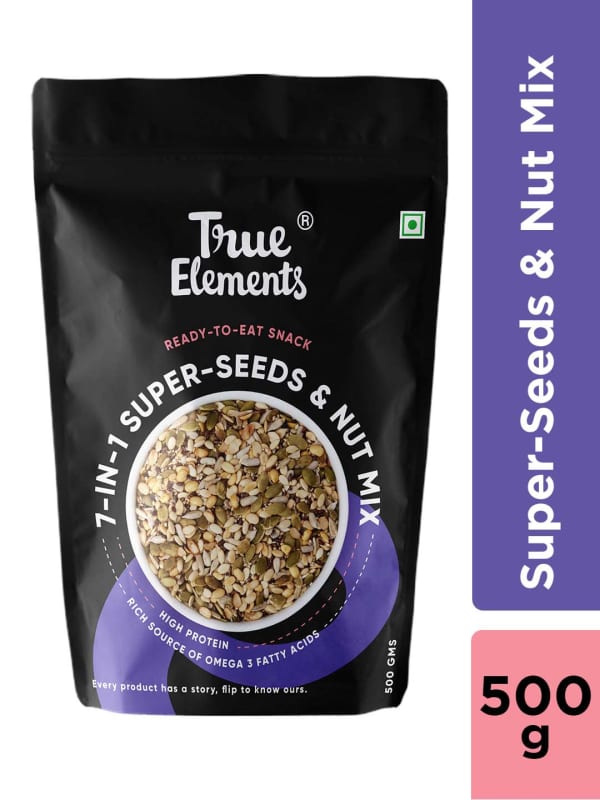 True ®
Elements
READY-TO-EAT SNACK
7-IN-1 SUPER-SEEDS & NUT MIX
HIGH PROTEIN
RICH SOURCE OF OMEGA 3 FATTY ACIDS
Every product has a story, flip to know ours.
500 GMS
Super-Seeds & Nut Mix
500
g